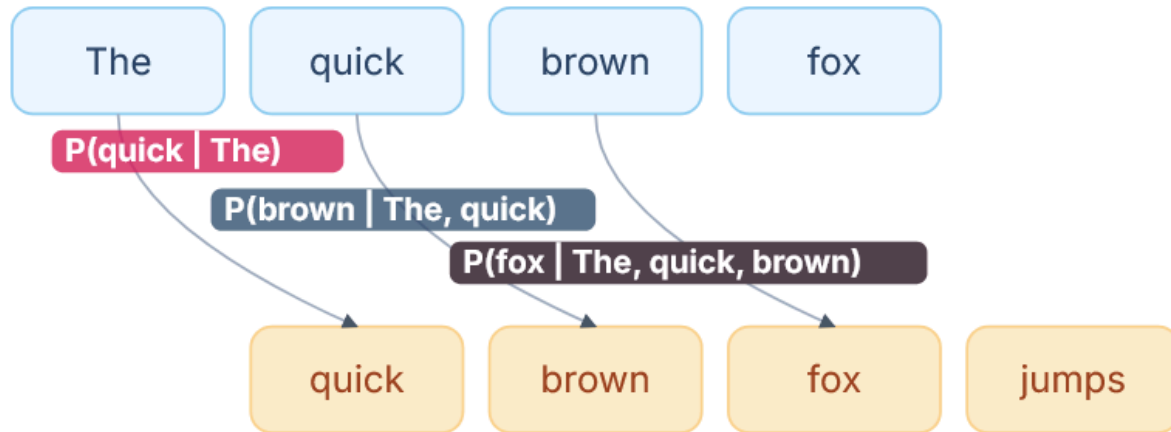 The quick brown fox
P(quick | The)
P(brown | The, quick)
P(fox | The, quick, brown)
quick brown fox jumps